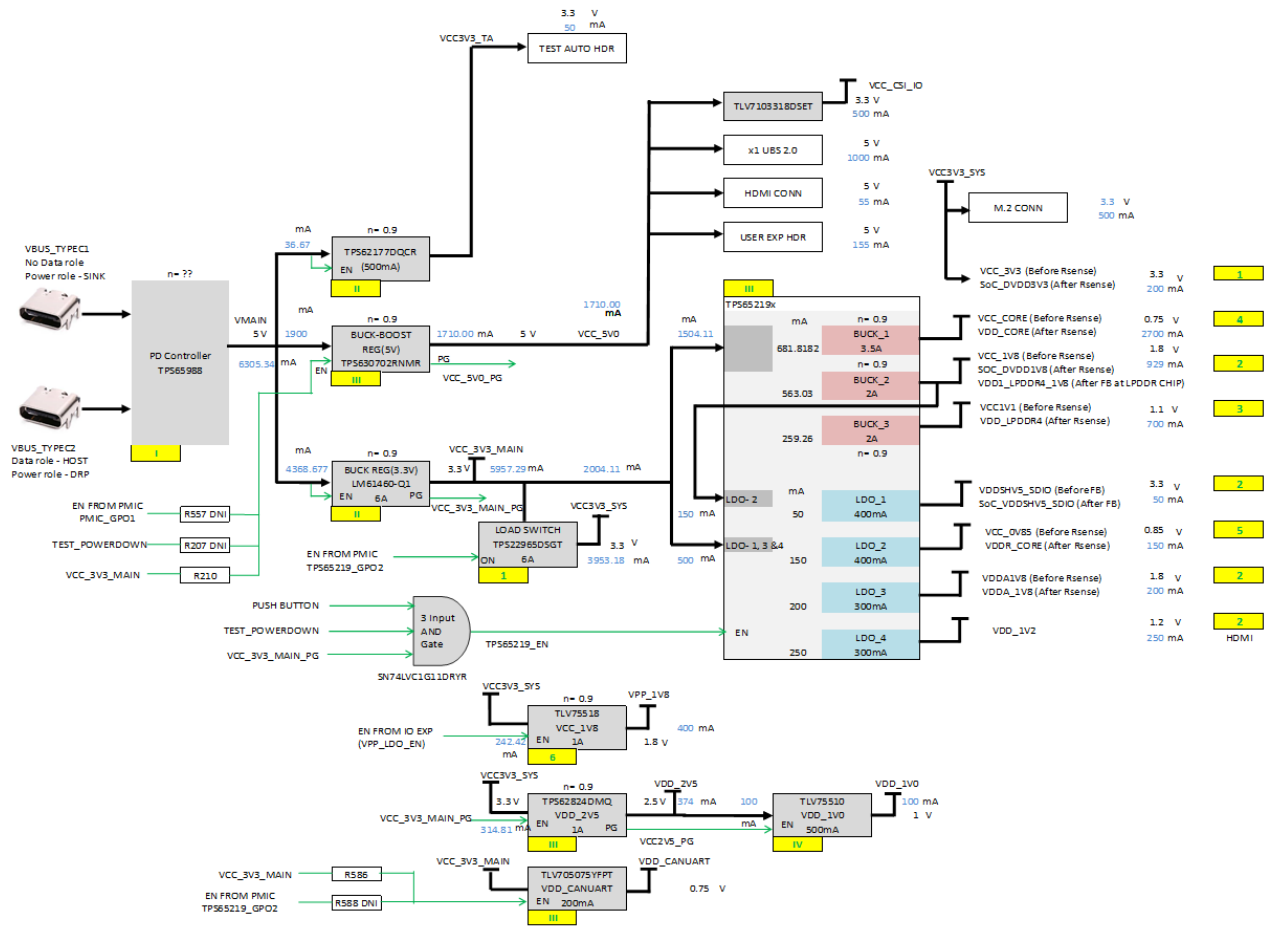 3.3 V
50 mA
VCC3V3_TA
TEST AUTO HDR
VCC_CSI_IO
TLV7103318DSET
3.3 V
500 mA
x1 UBS 2.0
5 V
1000 mA
HDMI CONN
5 V
55 mA
USER EXP HDR
5 V
155 mA
VCC3V3_SYS
M.2 CONN
3.3 V
500 mA
VCC_3V3 (Before Rsense)
SoC_DVDD3V3 (After Rsense)
3.3 V
200 mA
1
n= 0.9
mA
36.67
TPS62177DQCR
(500mA)
EN
II
VBUS_TYPEC1
No Data role
Power role - SINK
n= ??
PD Controller
TPS65988
I
VMAIN
5 V
6305.34 mA
VBUS_TYPEC2
Data role - HOST
Power role - DRP
mA
1900
n= 0.9
BUCK-BOOST
REG(5V)
TPS630702RNMR
EN
III
1710.00 mA
5 V
1710.00
mA
VCC_5V0
PG
VCC_5V0_PG
mA
4368.677
n= 0.9
BUCK REG(3.3V)
LM61460-Q1
EN
6A
PG
II
VCC_3V3_MAIN
3.3 V
5957.29 mA
2004.11 mA
VCC_3V3_MAIN_PG
VCC3V3_SYS
LOAD SWITCH
TPS22965DSGT
ON
6A
1
3.3 V
3953.18 mA
EN FROM PMIC
TPS65219_GPO2
EN FROM PMIC
PMIC_GPO1
R557 DNI
TEST_POWERDOWN
R207 DNI
VCC_3V3_MAIN
R210
PUSH BUTTON
TEST_POWERDOWN
VCC_3V3_MAIN_PG
3 Input
AND
Gate
SN74LVC1G11DRYR
TPS65219_EN
III
TPS65219x
mA
1504.11
mA
681.8182
n= 0.9
BUCK_1
3.5A
VCC_CORE (Before Rsense)
VDD_CORE (After Rsense)
0.75 V
2700 mA
4
n= 0.9
BUCK_2
2A
563.03
VCC_1V8 (Before Rsense)
SOC_DVDD1V8 (After Rsense)
VDD1_LPDDR4_1V8 (After FB at LPDDR CHIP)
1.8 V
929 mA
2
BUCK_3
2A
n= 0.9
259.26
VCC1V1 (Before Rsense)
VDD_LPDDR4 (After Rsense)
1.1 V
700 mA
3
LDO- 2
150 mA
mA
50
LDO_1
400mA
VDDSHV5_SDIO (Before FB)
SoC_VDDSHV5_SDIO (After FB)
3.3 V
50 mA
2
LDO- 1, 3 &4
500 mA
150
LDO_2
400mA
VCC_0V85 (Before Rsense)
VDDR_CORE (After Rsense)
0.85 V
150 mA
5
200
LDO_3
300mA
VDDA1V8 (Before Rsense)
VDDA_1V8 (After Rsense)
1.8 V
200 mA
2
EN
250
LDO_4
300mA
VDD_1V2
1.2 V
250 mA
2
HDMI
VCC3V3_SYS
n= 0.9
TLV75518
VCC_1V8
EN
1A
6
VPP_1V8
400 mA
1.8 V
EN FROM IO EXP
(VPP_LDO_EN)
242.42
mA
VCC3V3_SYS
3.3 V
n= 0.9
TPS62824DMQ
VDD_2V5
EN
1A
PG
III
VCC_3V3_MAIN_PG
314.81 mA
VDD_2V5
2.5 V
374 mA
100
mA
VCC2V5_PG
TLV75510
VDD_1V0
EN
500mA
IV
VDD_1V0
100 mA
1 V
VCC_3V3_MAIN
TLV705075YFPT
VDD_CANUART
EN
200mA
III
VDD_CANUART
0.75 V
VCC_3V3_MAIN
R586
EN FROM PMIC
TPS65219_GPO2
R588 DNI